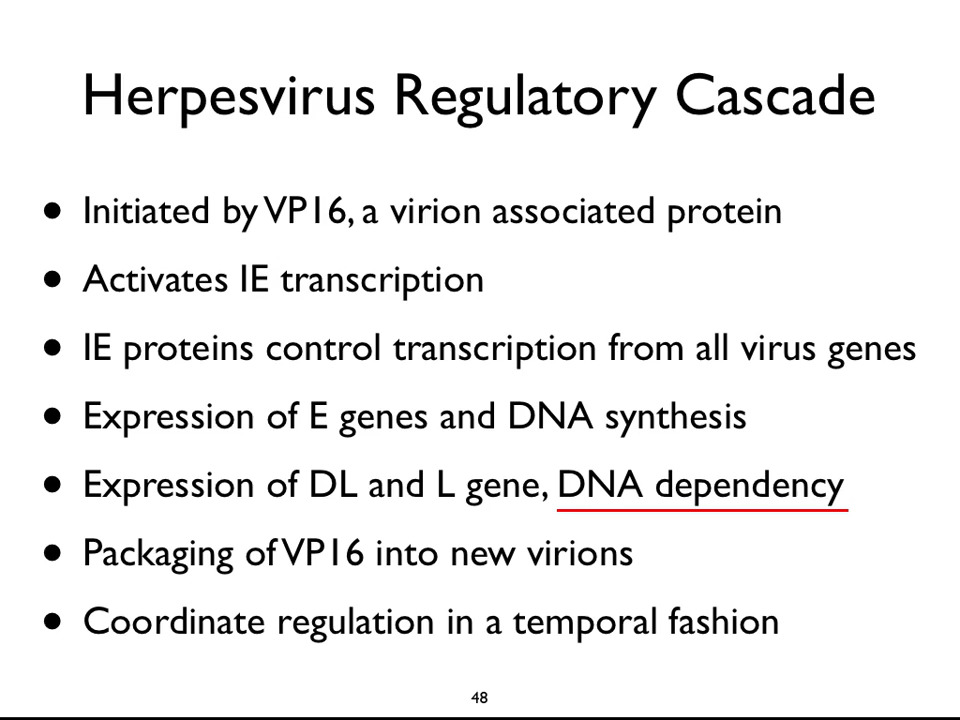 Herpesvirus Regulatory Cascade
• Initiated by VP16, a virion associated protein
• Activates IE transcription
• IE proteins control transcription from all virus genes
• Expression of E genes and DNA synthesis
• Expression of DL and L gene, DNA dependency
• Packaging of VP16 into new virions
• Coordinate regulation in a temporal fashion
48